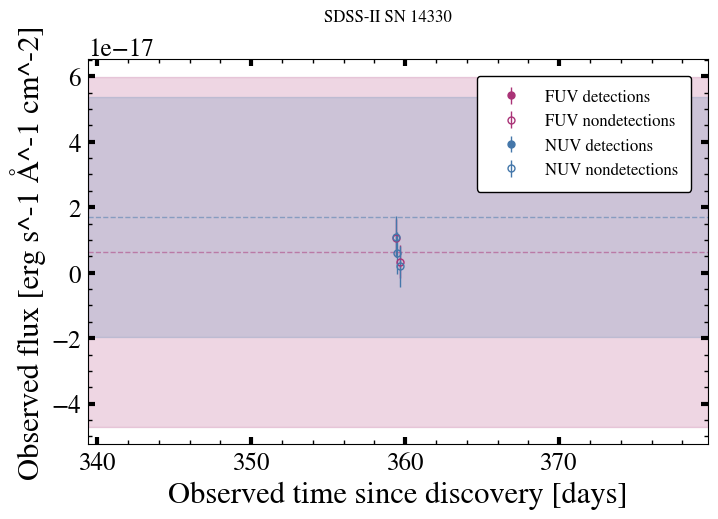 SDSS-II SN 14330
1e−17
6
4
2
0
−2
−4
340
350
360
370
Observed time since discovery [days]
Observed flux [erg s^-1 Å^-1 cm^-2]
FUV detections
FUV nondetections
NUV detections
NUV nondetections